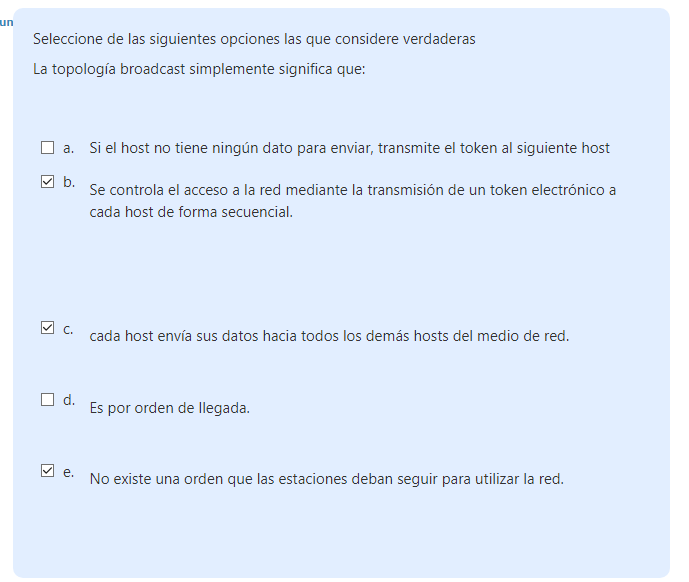 un
Seleccione de las siguientes opciones las que considere verdaderas
La topología broadcast simplemente significa que:
a. Si el host no tiene ningún dato para enviar, transmite el token al siguiente host
b. Se controla el acceso a la red mediante la transmisión de un token electrónico a
cada host de forma secuencial.
c. cada host envía sus datos hacia todos los demás hosts del medio de red.
d. Es por orden de llegada.
e. No existe una orden que las estaciones deban seguir para utilizar la red.